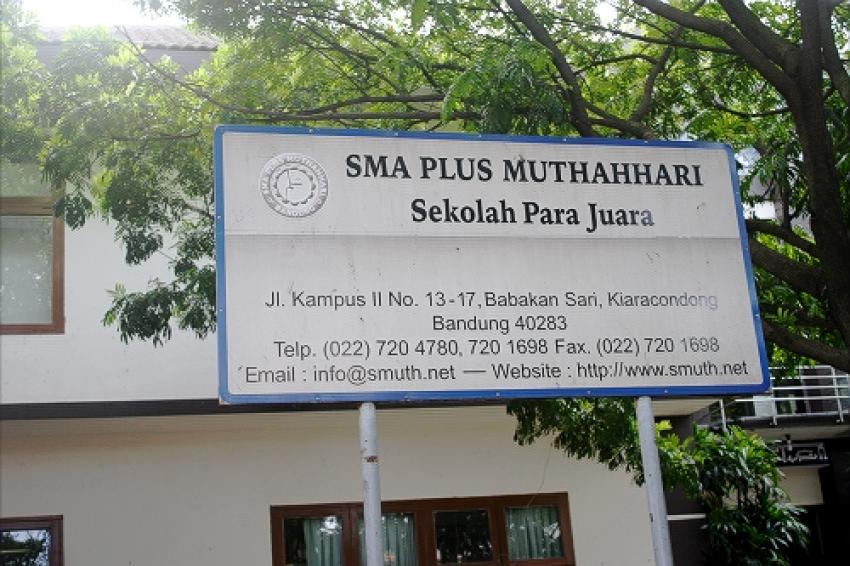 SMA PLUS MUTHAHHARI
Sekolah Para Juara
Jl. Kampus II No. 13-17, Babakan Sari, Kiaracondong
Bandung 40283
Telp. (022) 720 4780, 720 1698 Fax. (022) 720 1698
Email : info@smuth.net — Website : http://www.smuth.net